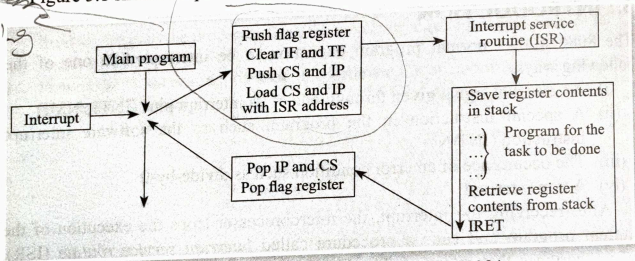 Main program
Interrupt
Push flag register
Clear IF and TF
Push CS and IP
Load CS and IP
with ISR address
Pop IP and CS
Pop flag register
Interrupt service
routine (ISR)
Save register contents
in stack
Program for the
task to be done
Retrieve register
contents from stack
IRET